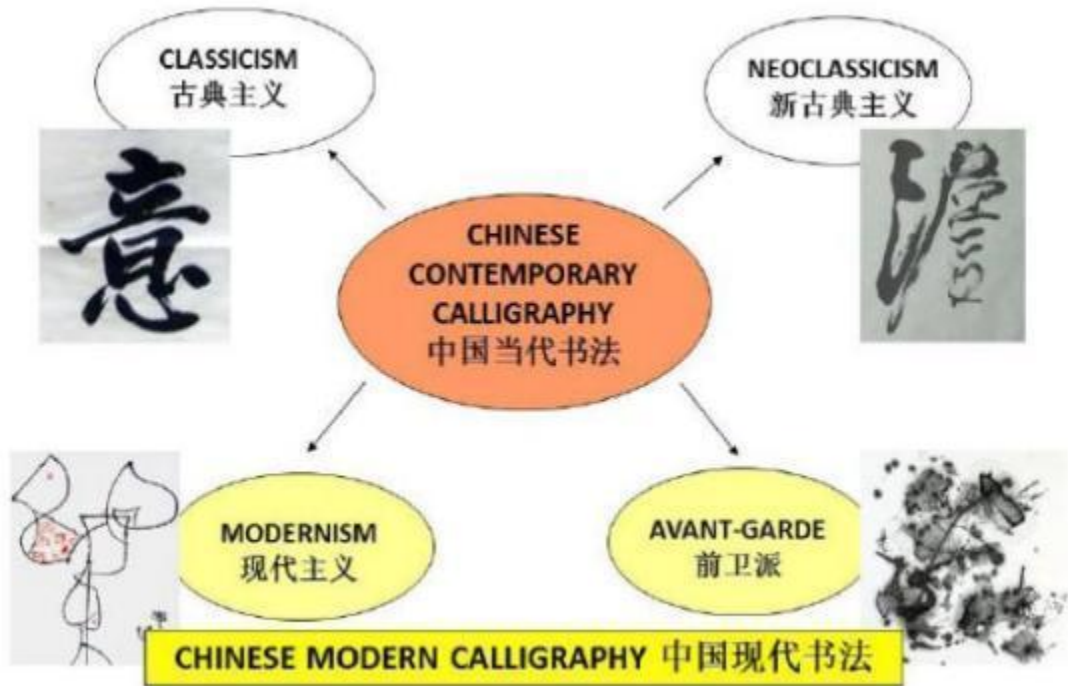 CLASSICISM
古典主义
NEOCLASSICISM
新古典主义
意
CHINESE
CONTEMPORARY
CALLIGRAPHY
中国当代书法
MODERNISM
现代主义
AVANT-GARDE
前卫派
CHINESE MODERN CALLIGRAPHY 中国现代书法